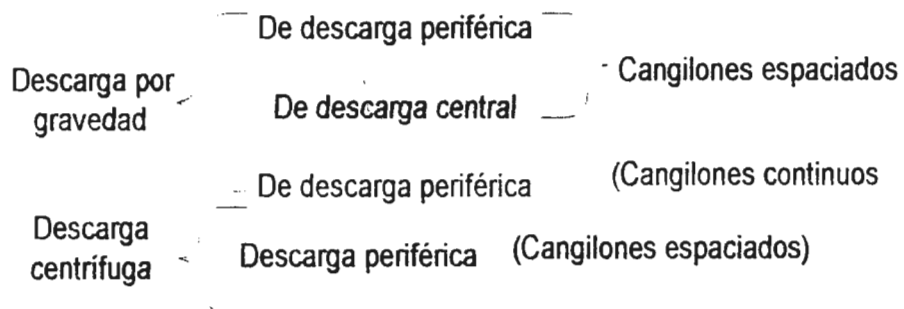 De descarga periférica
Descarga por
gravedad
De descarga central
Cangilones espaciados
De descarga periférica
(Cangilones continuos
Descarga
centrífuga
Descarga periférica
(Cangilones espaciados)